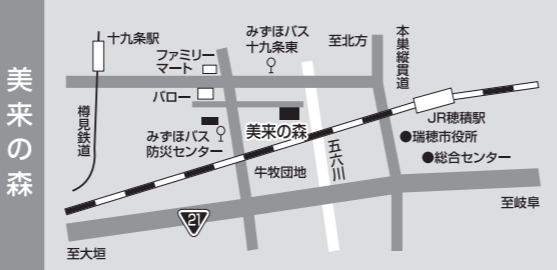 美来の森
十九条駅
みずほバス
十九条東
至北方
本巣縦貫道
ファミリー
マート
バロー
樽見鉄道
みずほバス
防災センター
美来の森
JR穂積駅
●瑞穂市役所
●総合センター
五六川
牛牧団地
21
至岐阜
至大垣